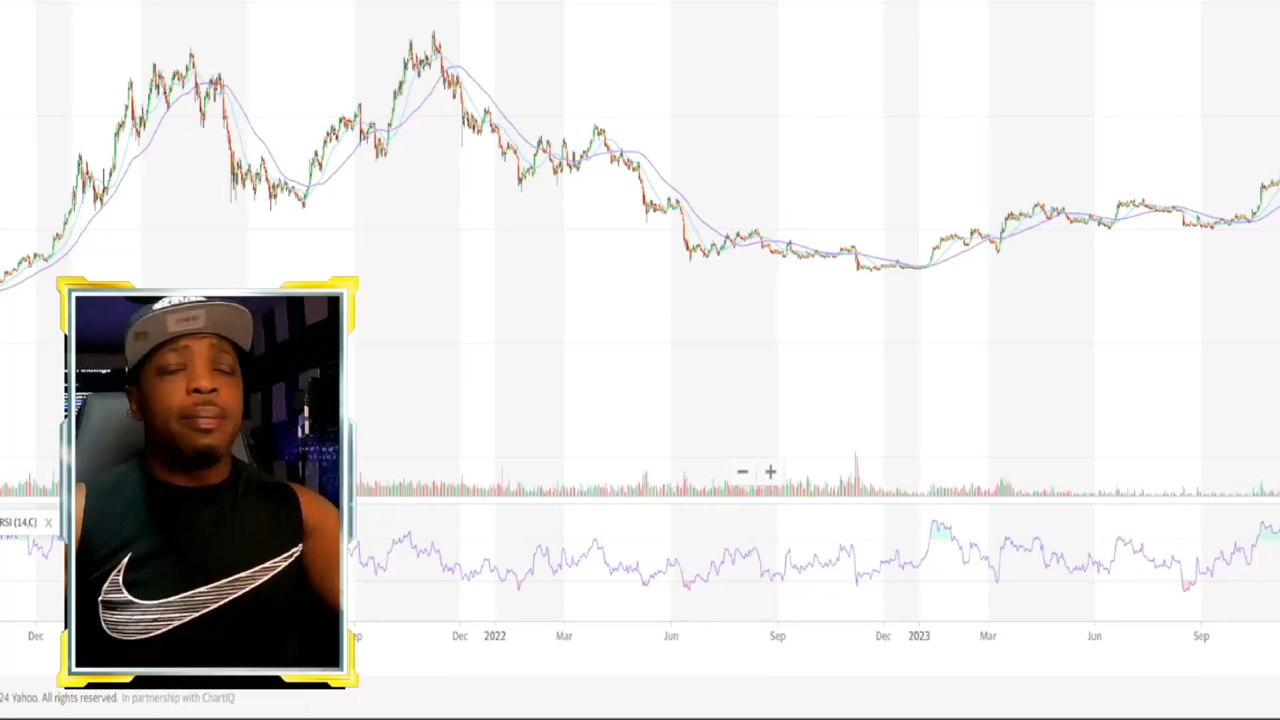 RSI (14,C) X
Dec
Dec 2022 Mar Jun Sep Dec 2023 Mar Jun Sep
24 Yahoo. All rights reserved. In partnership with ChartIQ